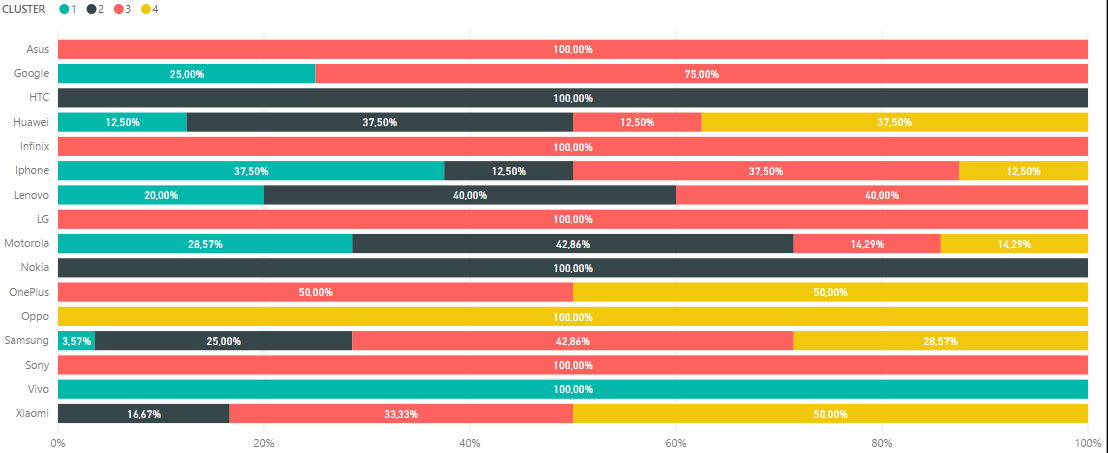 CLUSTER 1 2 3 4
Asus 100,00%
Google 25,00% 75,00%
HTC 100,00%
Huawei 12,50% 37,50% 12,50% 37,50%
Infinix 100,00%
Iphone 37,50% 12,50% 37,50% 12,50%
Lenovo 20,00% 40,00% 40,00%
LG 100,00%
Motorola 28,57% 42,86% 14,29% 14,29%
Nokia 100,00%
OnePlus 50,00% 50,00%
Oppo 100,00%
Samsung 3,57% 25,00% 42,86% 28,57%
Sony 100,00%
Vivo 100,00%
Xiaomi 16,67% 33,33% 50,00%
0% 20% 40% 60% 80% 100%